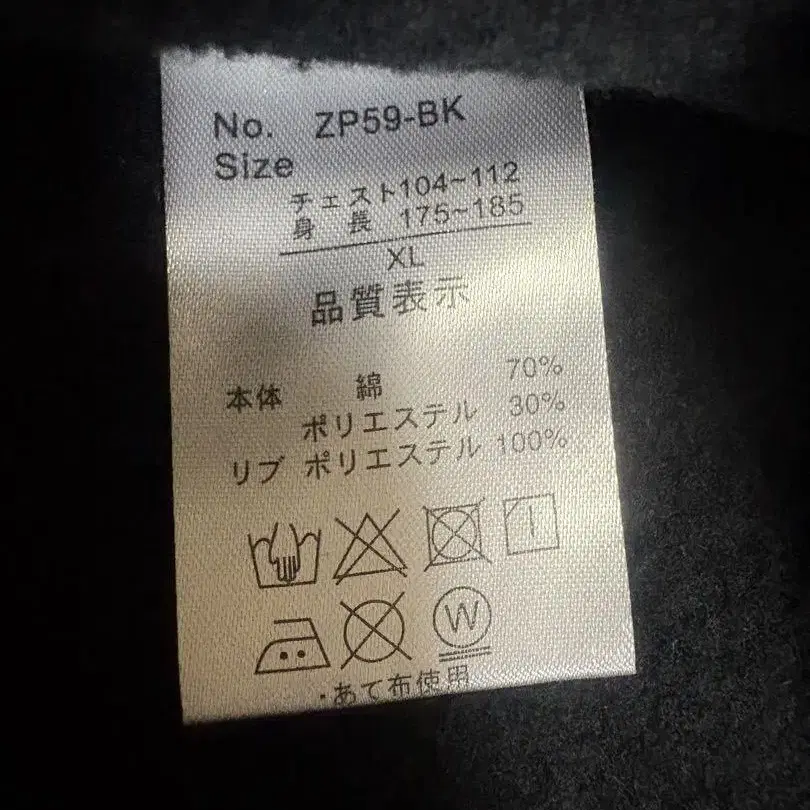 No. ZP59-BK
Size
チェスト104~112
身 長 175~185
XL
品質表示
本体 綿 70%
ポリエステル 30%
リブ ポリエステル 100%
W
・あて布使用